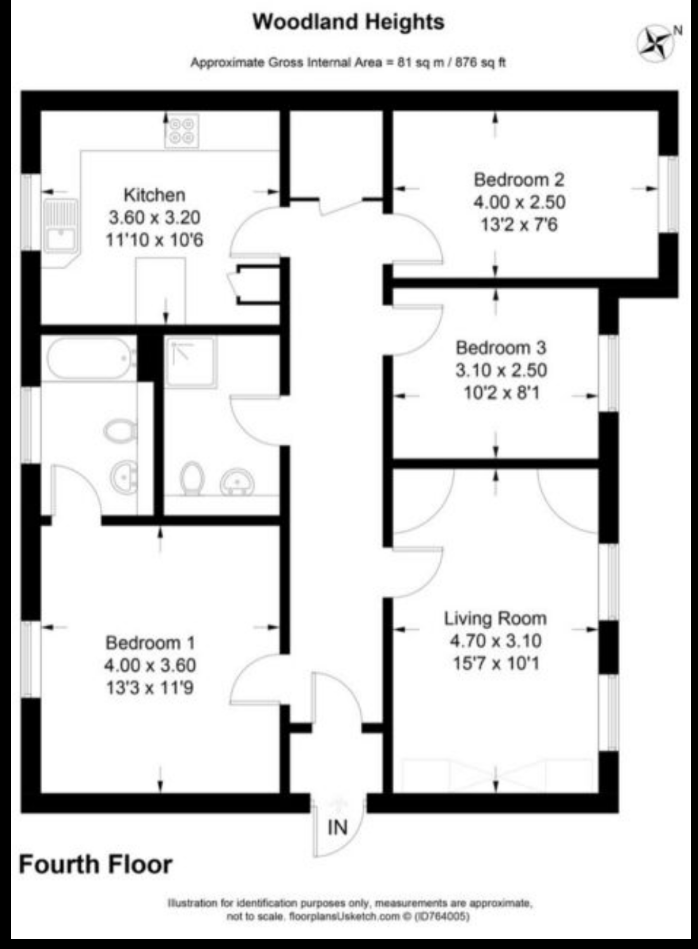 Woodland Heights
N
Approximate Gross Internal Area = 81 sq m / 876 sq ft
Kitchen
3.60 x 3.20
11'10 x 10'6
Bedroom 2
4.00 x 2.50
13'2 x 7'6
Bedroom 3
3.10 x 2.50
10'2 x 8'1
Bedroom 1
4.00 x 3.60
13'3 x 11'9
Living Room
4.70 x 3.10
15'7 x 10'1
IN
Fourth Floor
Illustration for identification purposes only, measurements are approximate,
not to scale. floorplansUsketch.com © (ID764005)